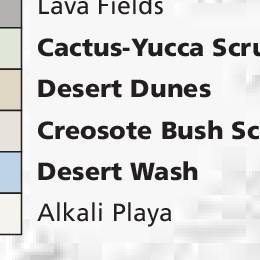 Lava Fields
Cactus-Yucca Scru
Desert Dunes
Creosote Bush Sc
Desert Wash
Alkali Playa